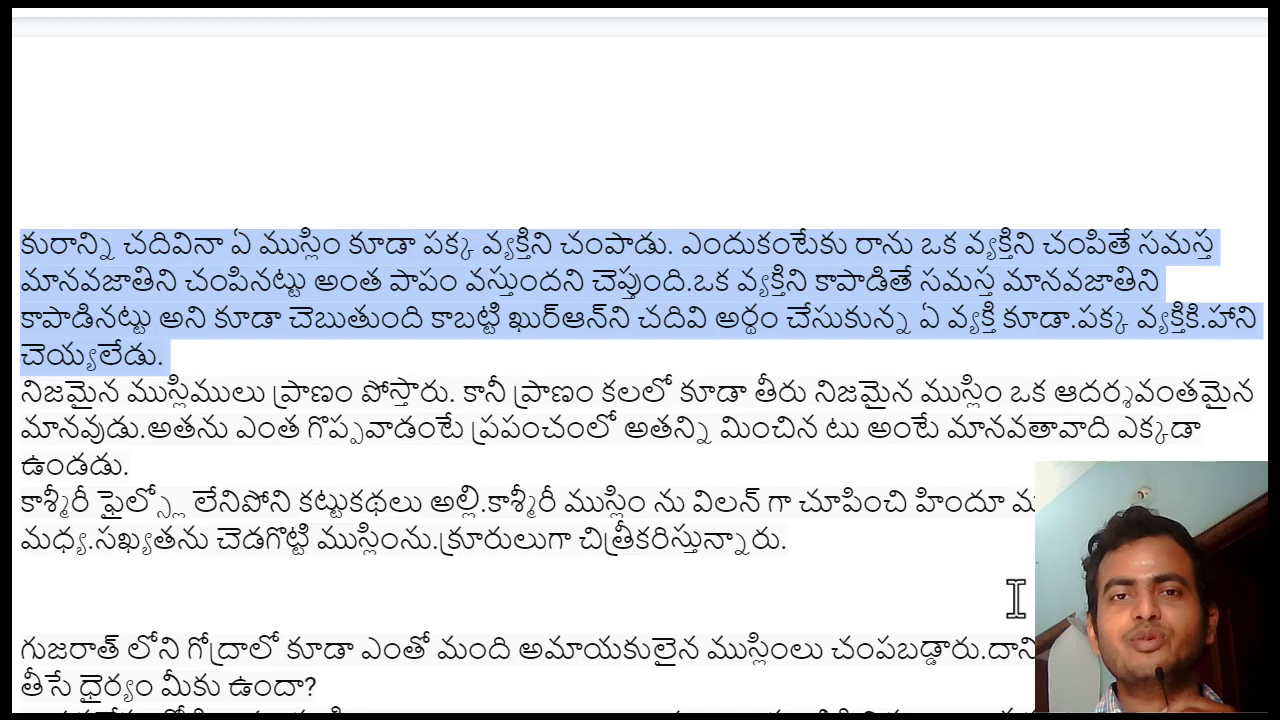 కురాన్ని చదివినా ఏ ముస్లిం కూడా పక్క వ్యక్తిని చంపాడు. ఎందుకంటేకు రాను ఒక వ్యక్తిని చంపితే సమస్త
మానవజాతిని చంపినట్టు అంత పాపం వస్తుందని చెప్తుంది.ఒక వ్యక్తిని కాపాడితే సమస్త మానవజాతిని
కాపాడినట్టు అని కూడా చెబుతుంది కాబట్టి ఖుర్ఆన్‌ని చదివి అర్థం చేసుకున్న ఏ వ్యక్తి కూడా.పక్క వ్యక్తికి.హాని
చెయ్యలేడు.
నిజమైన ముస్లిములు ప్రాణం పోస్తారు. కానీ ప్రాణం కలలో కూడా తీరు నిజమైన ముస్లిం ఒక ఆదర్శవంతమైన
మానవుడు.అతను ఎంత గొప్పవాడంటే ప్రపంచంలో అతన్ని మించిన టు అంటే మానవతావాది ఎక్కడా
ఉండడు.
కాశ్మీరీ ఫైల్స్లో లేనిపోని కట్టుకథలు అల్లి.కాశ్మీరీ ముస్లిం ను విలన్ గా చూపించి హిందూ
మధ్య.సఖ్యతను చెడగొట్టి ముస్లింను.క్రూరులుగా చిత్రీకరిస్తున్నారు.
గుజరాత్ లోని గోద్రాలో కూడా ఎంతో మంది అమాయకులైన ముస్లింలు చంపబడ్డారు.
తీసే ధైర్యం మీకు ఉందా?